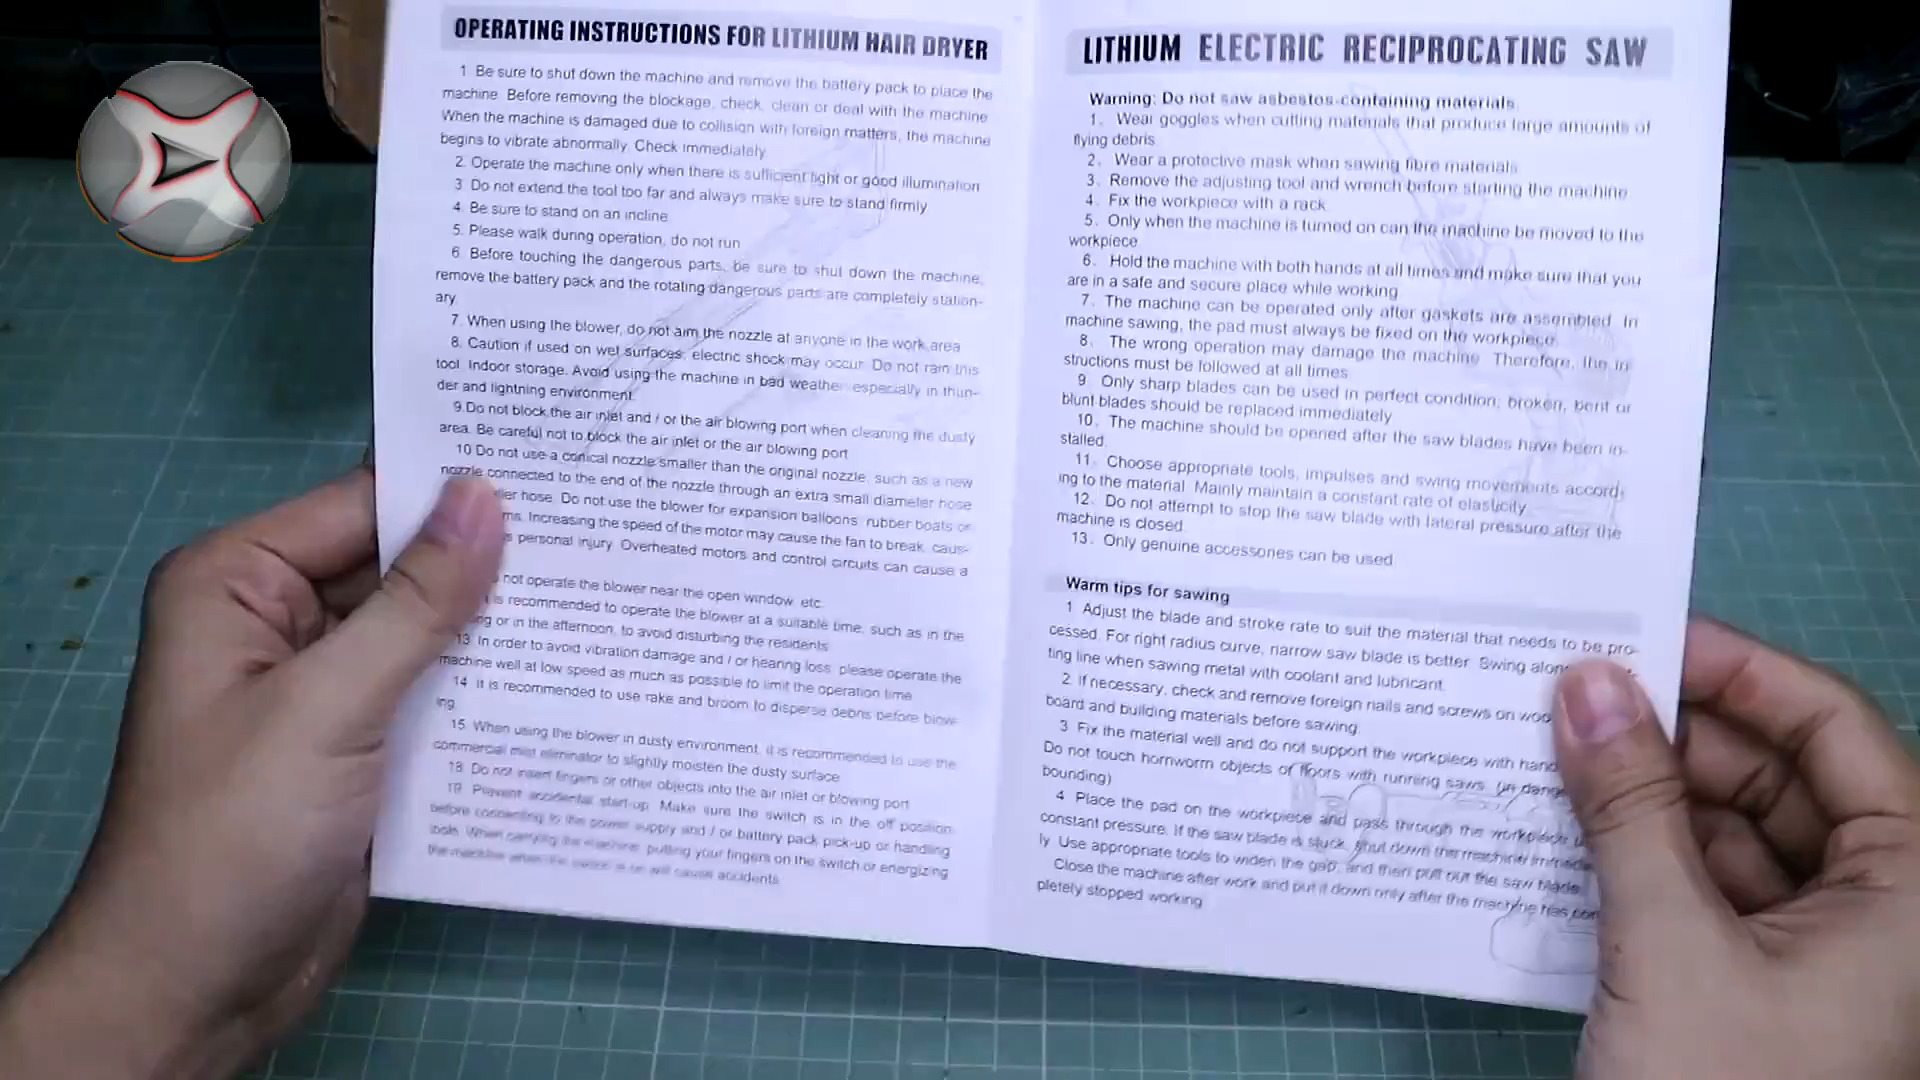 OPERATING INSTRUCTIONS FOR LITHIUM HAIR DRYER
1. Be sure to shut down the machine and remove the battery pack to place the
machine. Before removing the blockage, check, clean or deal with the machine
When the machine is damaged due to collision with foreign matters, the machine
begins to vibrate abnormally. Check immediately
2. Operate the machine only when there is sufficient light or good illumination
3. Do not extend the tool too far and always make sure to stand firmly
4. Be sure to stand on an incline
5. Please walk during operation, do not run
6. Before touching the dangerous parts, be sure to shut down the machine,
remove the battery pack and the rotating dangerous parts are completely station-
ary.
7. When using the blower, do not aim the nozzle at anyone in the work area
8. Caution if used on wet surfaces, electric shock may occur. Do not rain this
tool. Indoor storage. Avoid using the machine in bad weather especially in thun-
der and lightning environment.
9.Do not block the air inlet and / or the air blowing port when cleaning the dusty
area. Be careful not to block the air inlet or the air blowing port
10 Do not use a conical nozzle smaller than the original nozzle, such as a new
nozzle connected to the end of the nozzle through an extra small diameter hose
hose. Do not use the blower for expansion balloons, rubber boats or
Increasing the speed of the motor may cause the fan to break, caus-
personal injury. Overheated motors and control circuits can cause a
not operate the blower near the open window, etc.
is recommended to operate the blower at a suitable time, such as in the
or in the afternoon, to avoid disturbing the residents
13. In order to avoid vibration damage and / or hearing loss, please operate the
machine well at low speed as much as possible to limit the operation time
14. It is recommended to use rake and broom to disperse debris before blow-
ing.
15. When using the blower in dusty environment, it is recommended to use the
commercial mist eliminator to slightly moisten the dusty surface
18. Do not insert fingers or other objects into the air inlet or blowing port
19. Prevent accidental start-up. Make sure the switch is in the off position
before connecting to the power supply and / or battery pack, pick-up or handling
tools. When carrying the machine, putting your fingers on the switch or energizing
the machine when the switch is on will cause accidents
LITHIUM ELECTRIC RECIPROCATING SAW
Warning: Do not saw asbestos-containing materials.
1. Wear goggles when cutting materials that produce large amounts of
flying debris.
2. Wear a protective mask when sawing fibre materials
3. Remove the adjusting tool and wrench before starting the machine
4. Fix the workpiece with a rack.
5. Only when the machine is turned on can the machine be moved to the
workpiece.
6. Hold the machine with both hands at all times and make sure that you
are in a safe and secure place while working.
7. The machine can be operated only after gaskets are assembled. In
machine sawing, the pad must always be fixed on the workpiece.
8. The wrong operation may damage the machine. Therefore, the in
structions must be followed at all times.
9. Only sharp blades can be used in perfect condition; broken, bent or
blunt blades should be replaced immediately
10. The machine should be opened after the saw blades have been in-
stalled.
11. Choose appropriate tools, impulses and swing movements accord-
ing to the material. Mainly maintain a constant rate of elasticity
12. Do not attempt to stop the saw blade with lateral pressure after the
machine is closed.
13. Only genuine accessories can be used.
Warm tips for sawing
1 Adjust the blade and stroke rate to suit the material that needs to be pro-
cessed. For right radius curve, narrow saw blade is better. Swing along
ting line when sawing metal with coolant and lubricant.
2. If necessary, check and remove foreign nails and screws on
board and building materials before sawing.
3 Fix the material well and do not support the workpiece with
Do not touch hornworm objects of floors with running saws. (in
bounding)
4 Place the pad on the workpiece and pass through the workpiece
constant pressure. If the saw blade is stuck, shut down the machine
ly. Use appropriate tools to widen the gap, and then pull out the saw blade
Close the machine after work and put it down only after the machine has com
pletely stopped working